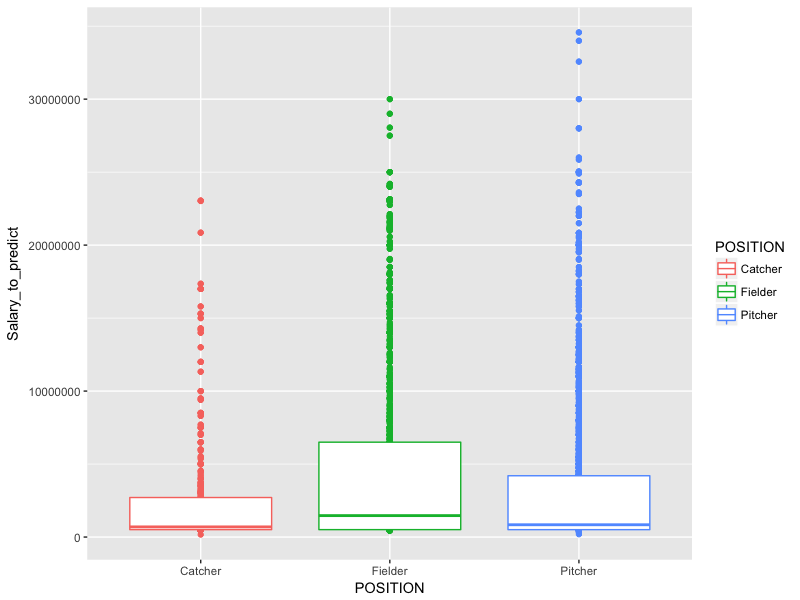 Salary_to_predict
30000000
20000000
10000000
0
Catcher
Fielder
Pitcher
POSITION
POSITION
Catcher
Fielder
Pitcher